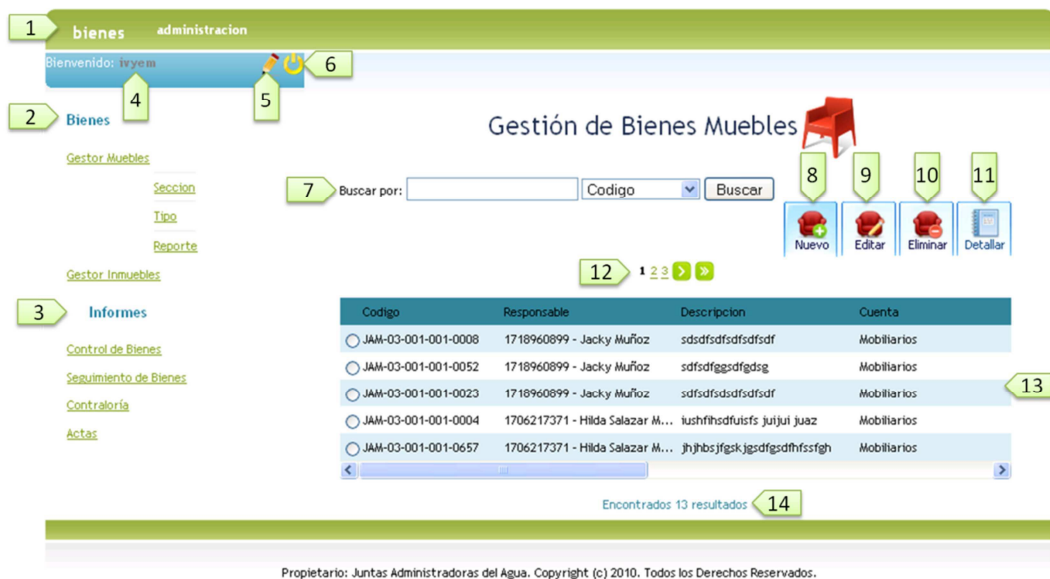 1 bienes administracion
Bienvenido: ivyem 6
4 5
2 Bienes
Gestión de Bienes Muebles
Gestor Muebles
8 9 10 11
7 Buscar por: Codigo Buscar
Seccion
Tipo
Nuevo Editar Eliminar Detallar
Reporte
Gestor Inmuebles
12 1 2 3
3 Informes
Control de Bienes
Seguimiento de Bienes
Contraloría
Actas
Codigo Responsable Descripcion Cuenta
JAM-03-001-001-0008 1718960899 - Jacky Muñoz sdsdfsdfsdfsdfsdf Mobiliarios
JAM-03-001-001-0052 1718960899 - Jacky Muñoz sdfsdfggsdfgdsg Mobiliarios
JAM-03-001-001-0023 1718960899 - Jacky Muñoz sdfsdfsdsdfsdfsdf Mobiliarios
13
JAM-03-001-001-0004 1706217371 - Hilda Salazar M... iushfihsdfuisfs juijui juaz Mobiliarios
JAM-03-001-001-0657 1706217371 - Hilda Salazar M... jhjhbsjfgskjgsdfgsdfhfssfgh Mobiliarios
Encontrados 13 resultados 14
Propietario: Juntas Administradoras del Agua. Copyright (c) 2010. Todos los Derechos Reservados.